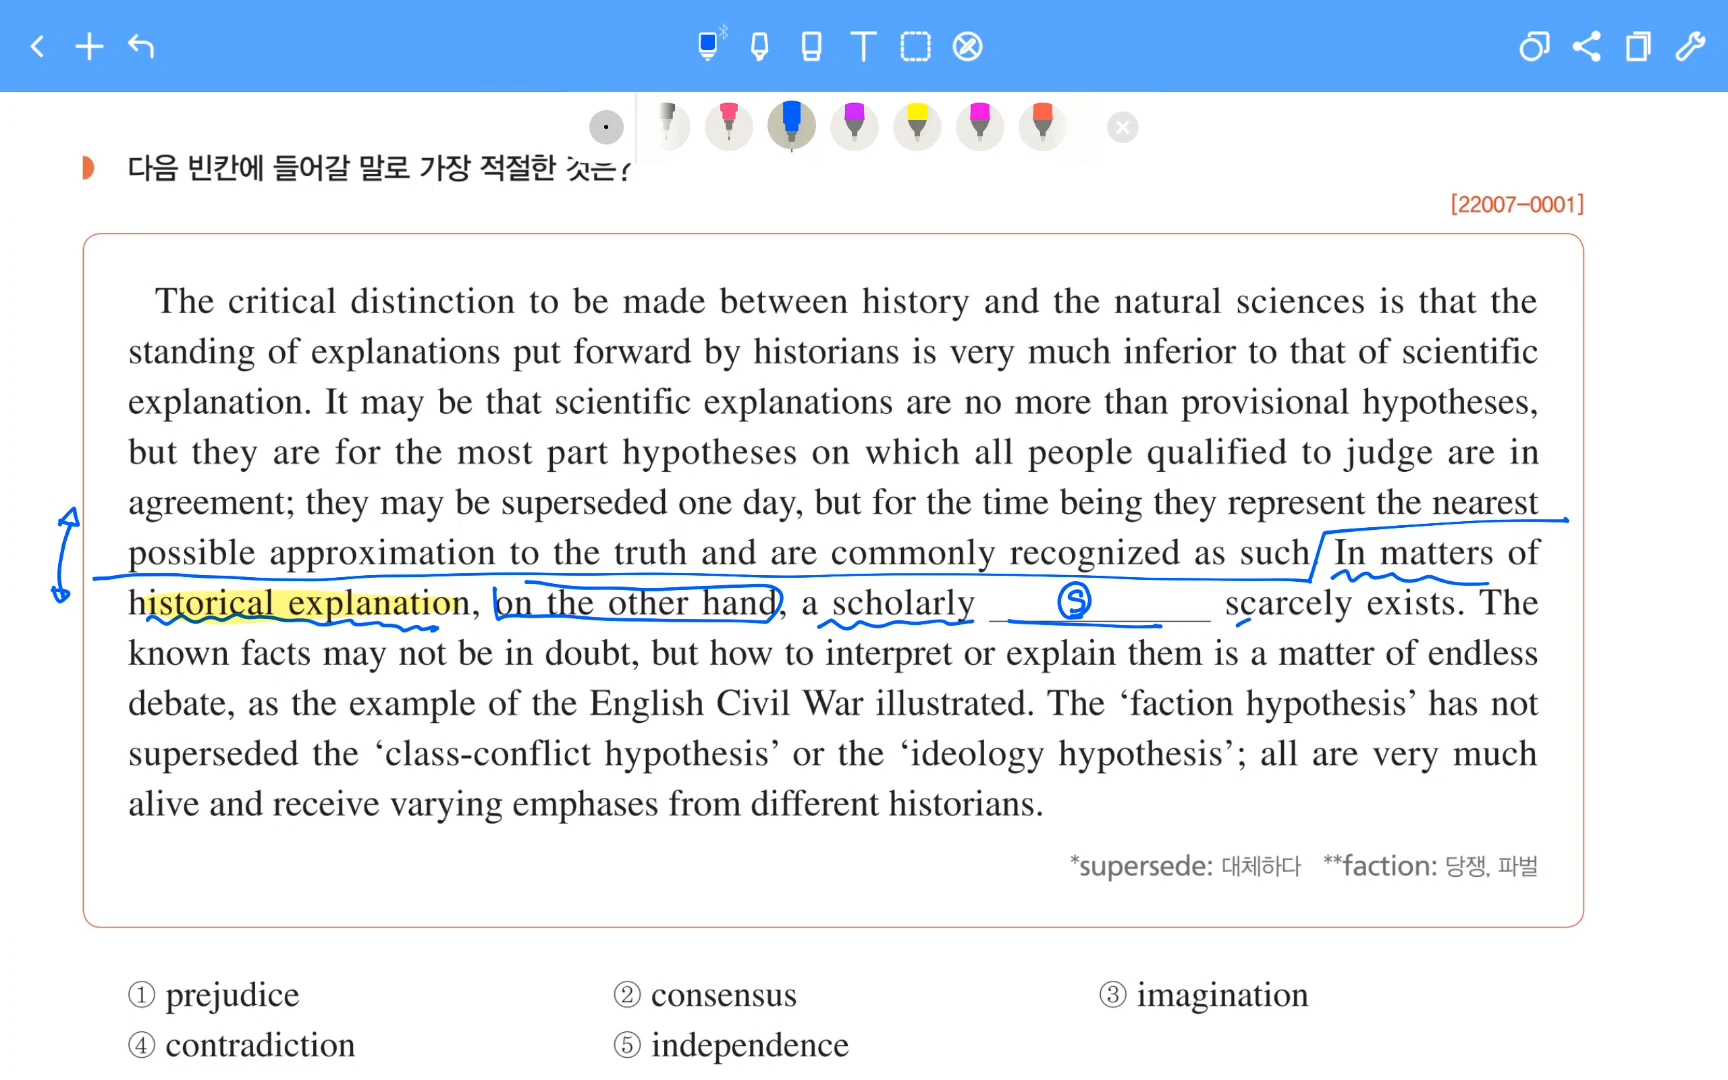 다음 빈칸에 들어갈 말로 가장 적절한 것은?
[22007-0001]
The critical distinction to be made between history and the natural sciences is that the
standing of explanations put forward by historians is very much inferior to that of scientific
explanation. It may be that scientific explanations are no more than provisional hypotheses,
but they are for the most part hypotheses on which all people qualified to judge are in
agreement; they may be superseded one day, but for the time being they represent the nearest
possible approximation to the truth and are commonly recognized as such. In matters of
historical explanation, on the other hand, a scholarly ⓢ scarcely exists. The
known facts may not be in doubt, but how to interpret or explain them is a matter of endless
debate, as the example of the English Civil War illustrated. The ‘faction hypothesis’ has not
superseded the ‘class-conflict hypothesis’ or the ‘ideology hypothesis’; all are very much
alive and receive varying emphases from different historians.
*supersede: 대체하다 **faction: 당쟁, 파벌
① prejudice ② consensus ③ imagination
④ contradiction ⑤ independence